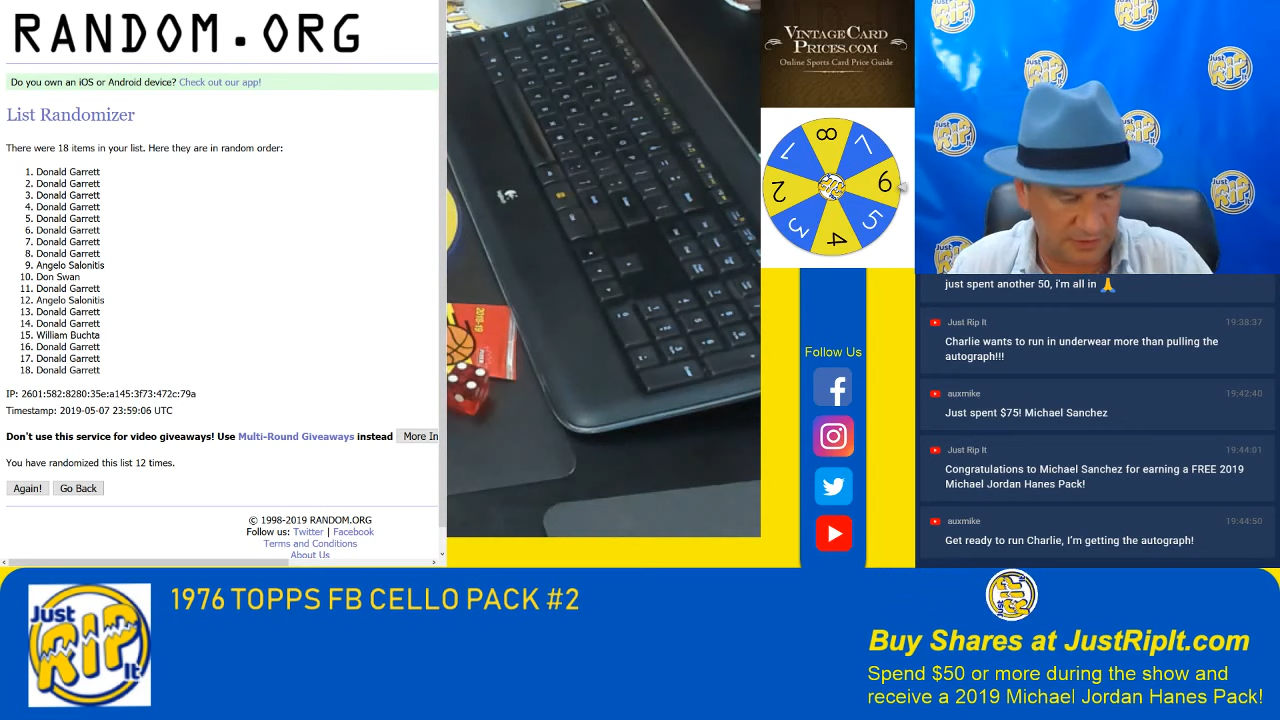 RANDOM.ORG
Do you own an iOS or Android device? Check out our app!
List Randomizer
There were 18 items in your list. Here they are in random order:
1. Donald Garrett
2. Donald Garrett
3. Donald Garrett
4. Donald Garrett
5. Donald Garrett
6. Donald Garrett
7. Donald Garrett
8. Donald Garrett
9. Angelo Salonitis
10. Don Swan
11. Donald Garrett
12. Angelo Salonitis
13. Donald Garrett
14. Donald Garrett
15. William Buchta
16. Donald Garrett
17. Donald Garrett
18. Donald Garrett
IP: 2601:582:8280:35e:a145:3f73:472c:79a
Timestamp: 2019-05-07 23:59:06 UTC
Don't use this service for video giveaways! Use Multi-Round Giveaways instead More In
You have randomized this list 12 times.
Again! Go Back
© 1998-2019 RANDOM.ORG
Follow us: Twitter | Facebook
Terms and Conditions
About Us
2018-19
VINTAGECARD
PRICES.COM
Online Sports Card Price Guide
8
7
6
5
4
3
2
1
Follow Us
just spent another 50, i'm all in 🙏
Just Rip It 19:38:37
Charlie wants to run in underwear more than pulling the
autograph!!!
auxmike 19:42:40
Just spent $75! Michael Sanchez
Just Rip It 19:44:01
Congratulations to Michael Sanchez for earning a FREE 2019
Michael Jordan Hanes Pack!
auxmike 19:44:50
Get ready to run Charlie, I'm getting the autograph!
Just
RIP
It
1976 TOPPS FB CELLO PACK #2
Buy Shares at JustRipIt.com
Spend $50 or more during the show and
receive a 2019 Michael Jordan Hanes Pack!